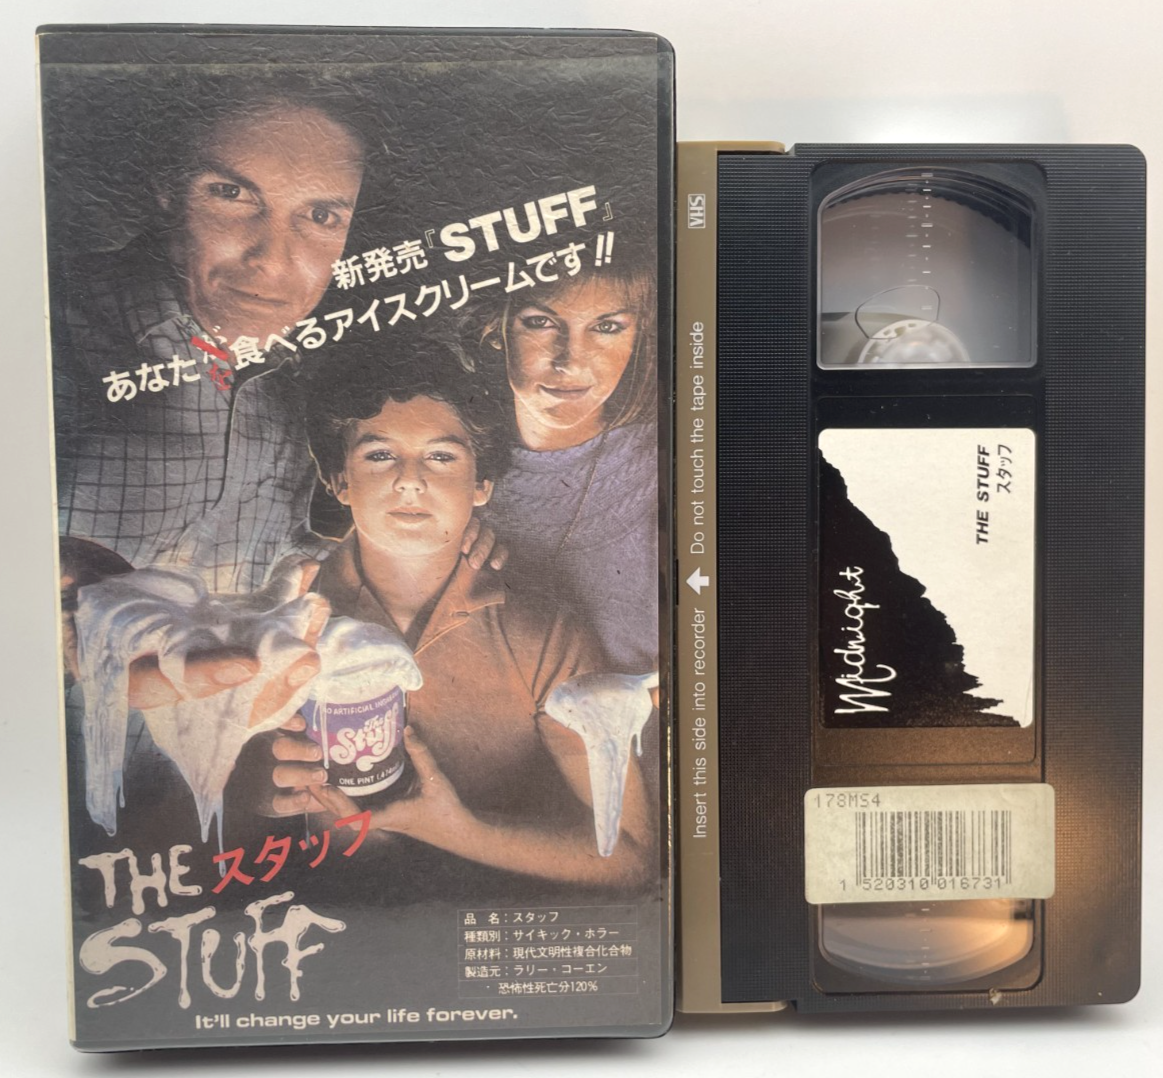 新発売『STUFF』
あなたを食べるアイスクリームです!!
NO ARTIFICIAL
The Stuff
ONE PINT
THE スタッフ
STUFF
品 名:スタッフ
種類別:サイキック・ホラー
原材料:現代文明性複合化合物
製造元:ラリー・コーエン
・恐怖性死亡分120%
It'll change your life forever.
VHS
Insert this side into recorder ⬆ Do not touch the tape inside
THE STUFF
スタッフ
Midnight
178MS4
1 520310 016731